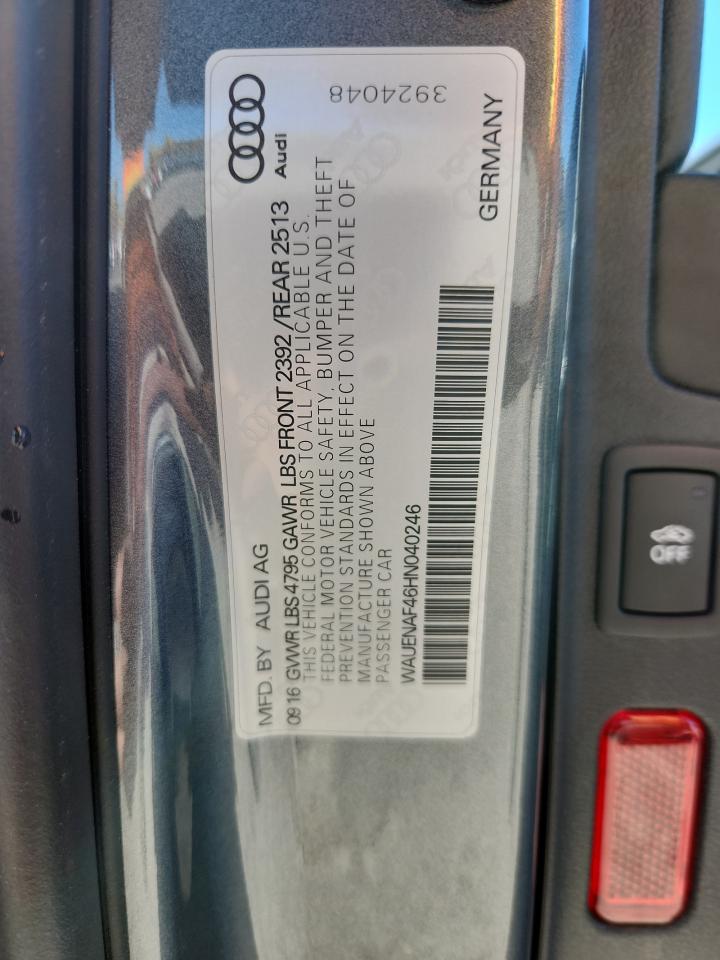 Audi
MFD. BY AUDI AG
09 16 GVWR LBS 4795 GAWR LBS FRONT 2392 /REAR 2513
THIS VEHICLE CONFORMS TO ALL APPLICABLE U.S.
FEDERAL MOTOR VEHICLE SAFETY, BUMPER AND THEFT
PREVENTION STANDARDS IN EFFECT ON THE DATE OF
MANUFACTURE SHOWN ABOVE
PASSENGER CAR
WAUENAF46HN040246
GERMANY
3924048
OFF